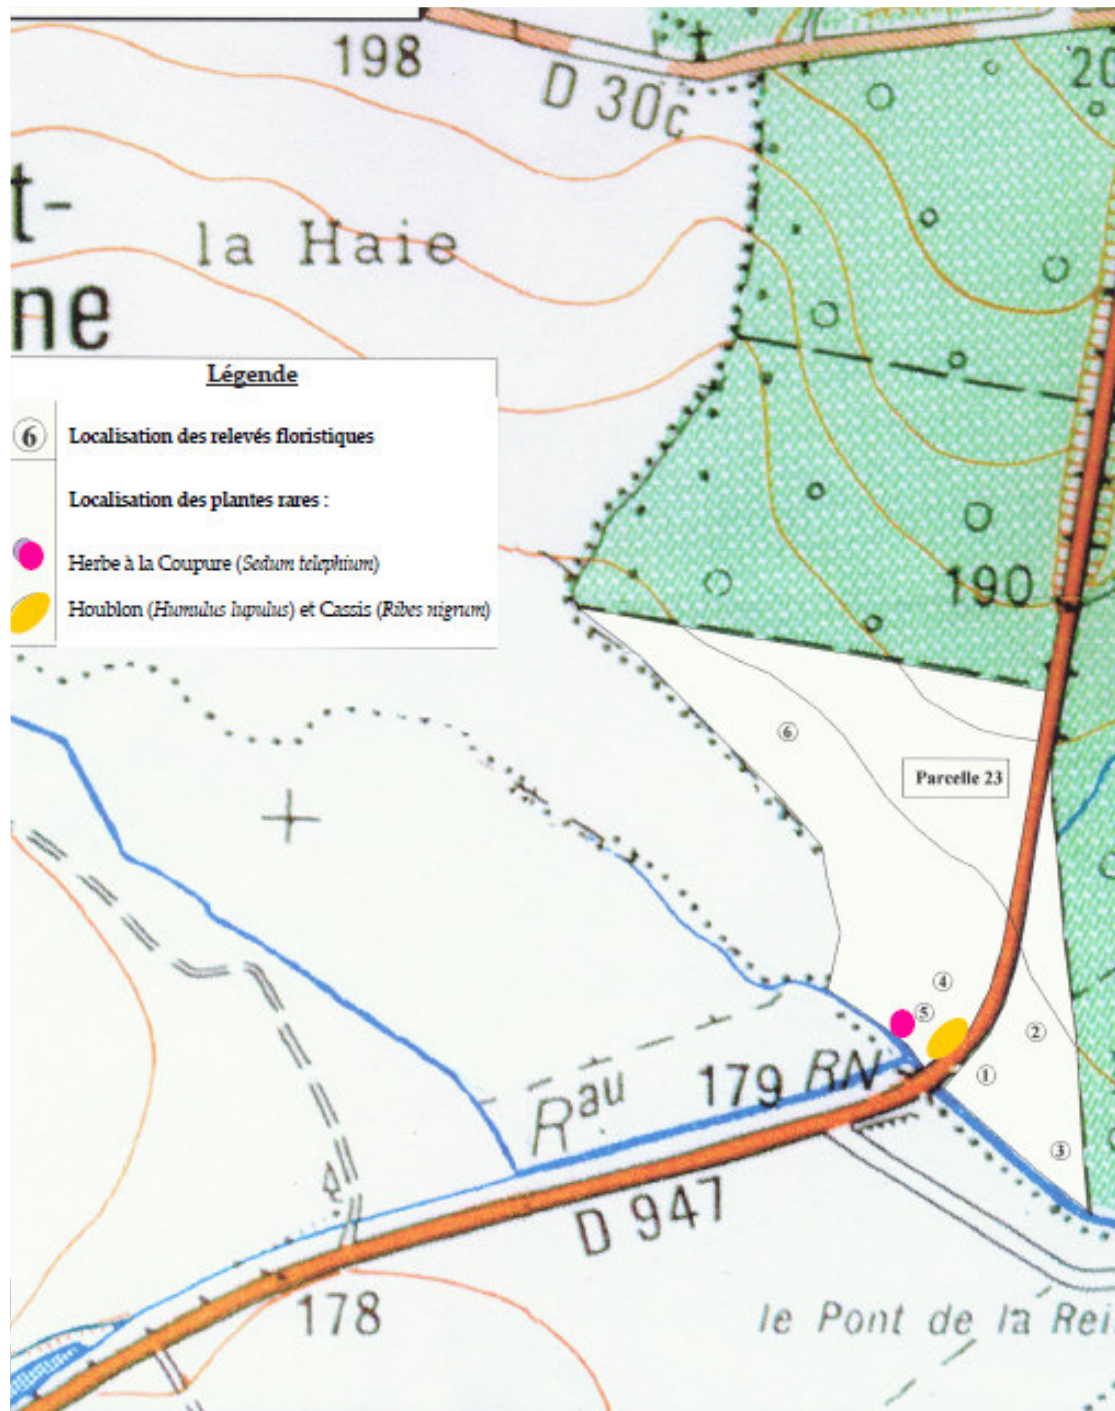 198
D 30c
20
t-
la Haie
ne
Légende
6 Localisation des relevés floristiques
Localisation des plantes rares :
Herbe à la Coupure (Sedum telephium)
Houblon (Humulus lupulus) et Cassis (Ribes nigrum)
190
6
Parcelle 23
4
5
2
179 RN
1
Rau
3
D 947
178
le Pont de la Rei